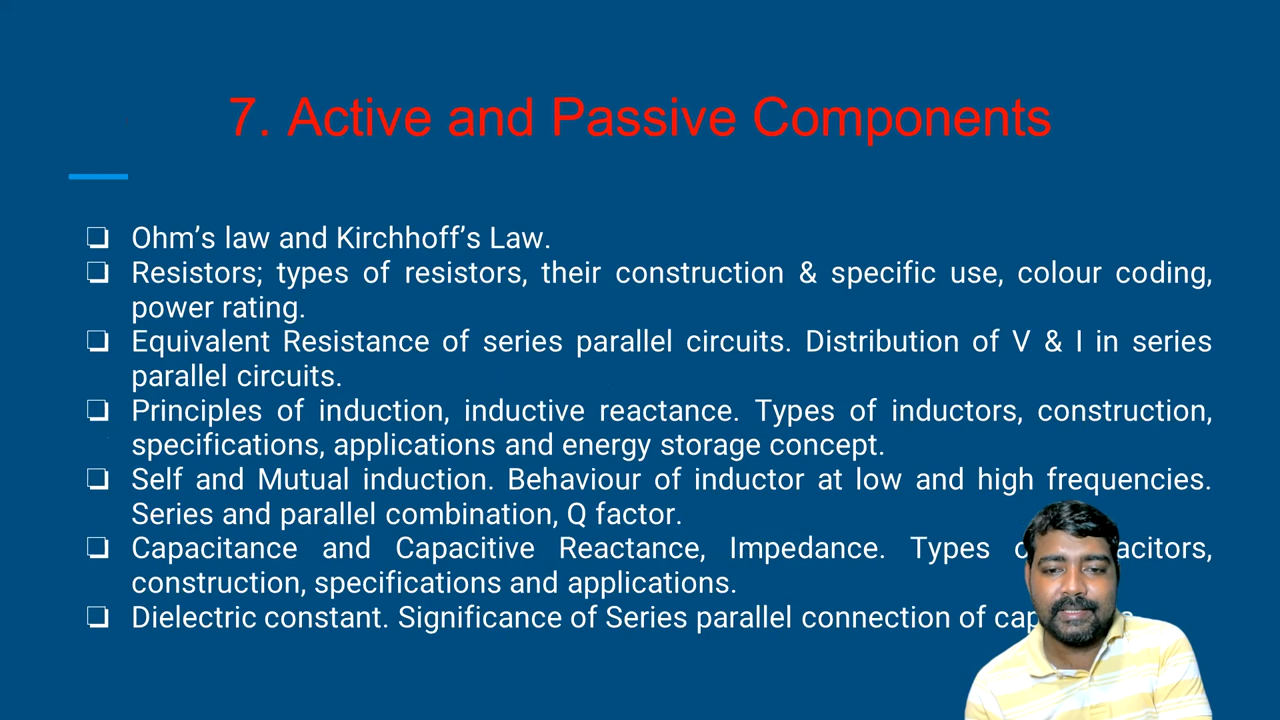 7. Active and Passive Components
❏ Ohm’s law and Kirchhoff’s Law.
❏ Resistors; types of resistors, their construction & specific use, colour coding,
power rating.
❏ Equivalent Resistance of series parallel circuits. Distribution of V & I in series
parallel circuits.
❏ Principles of induction, inductive reactance. Types of inductors, construction,
specifications, applications and energy storage concept.
❏ Self and Mutual induction. Behaviour of inductor at low and high frequencies.
Series and parallel combination, Q factor.
❏ Capacitance and Capacitive Reactance, Impedance. Types
construction, specifications and applications.
❏ Dielectric constant. Significance of Series parallel connection of